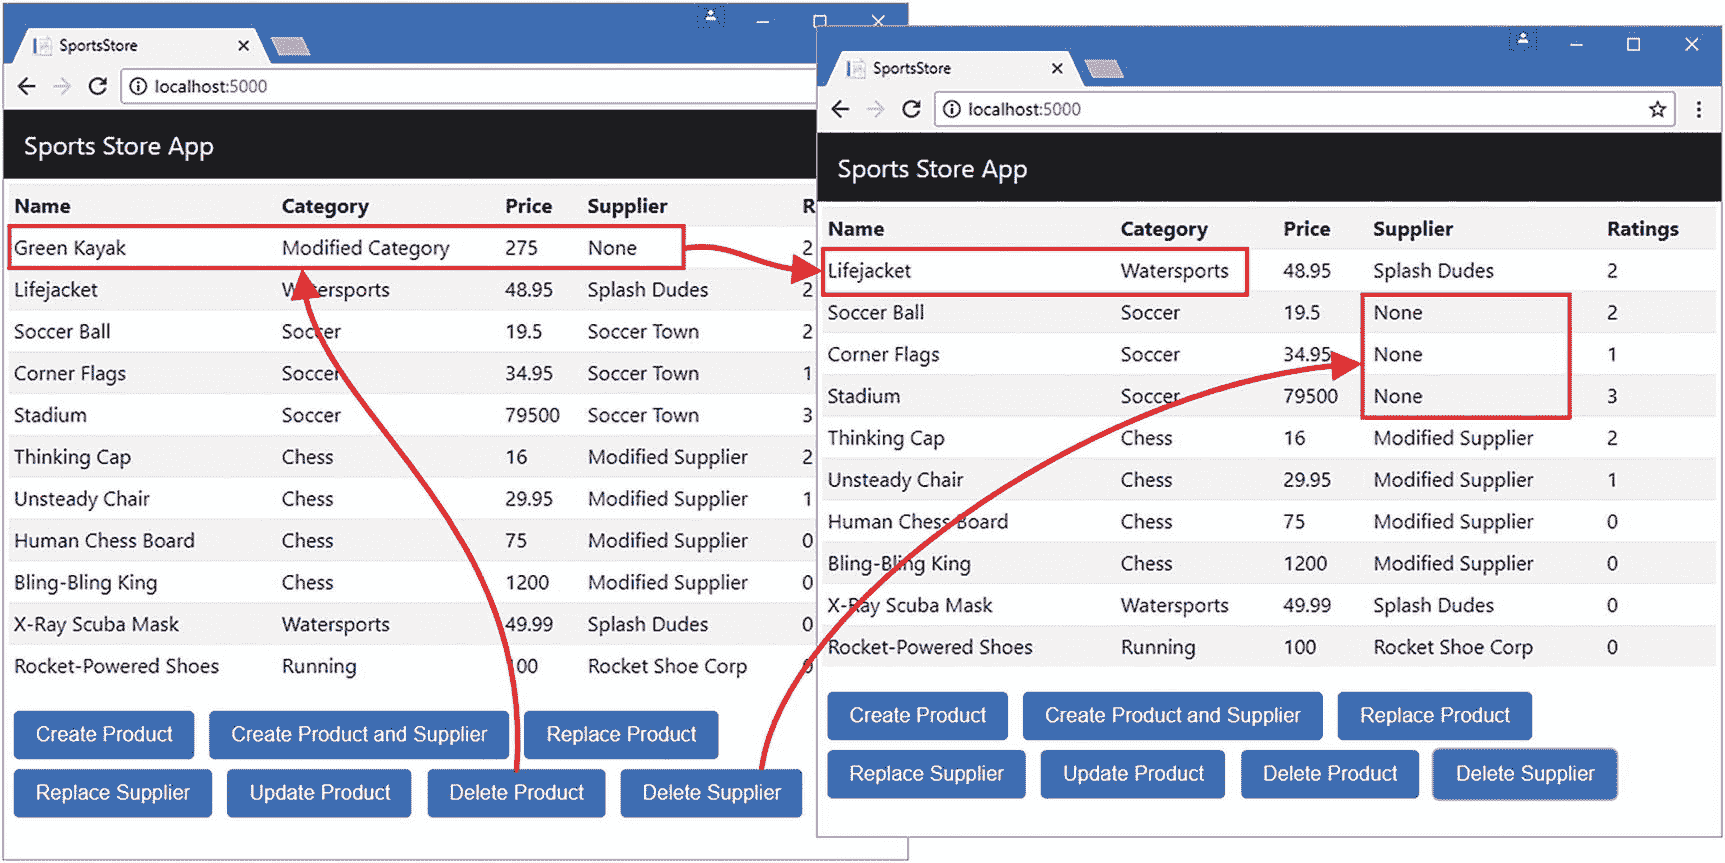 SportsStore
localhost:5000
Sports Store App
Name Category Price Supplier R
Green Kayak Modified Category 275 None 2
Lifejacket Watersports 48.95 Splash Dudes 2
Soccer Ball Soccer 19.5 Soccer Town 2
Corner Flags Soccer 34.95 Soccer Town 1
Stadium Soccer 79500 Soccer Town 3
Thinking Cap Chess 16 Modified Supplier 2
Unsteady Chair Chess 29.95 Modified Supplier 1
Human Chess Board Chess 75 Modified Supplier 0
Bling-Bling King Chess 1200 Modified Supplier 0
X-Ray Scuba Mask Watersports 49.99 Splash Dudes 0
Rocket-Powered Shoes Running 100 Rocket Shoe Corp 0
Create Product Create Product and Supplier Replace Product
Replace Supplier Update Product Delete Product Delete Supplier
SportsStore
localhost:5000
Sports Store App
Name Category Price Supplier Ratings
Lifejacket Watersports 48.95 Splash Dudes 2
Soccer Ball Soccer 19.5 None 2
Corner Flags Soccer 34.95 None 1
Stadium Soccer 79500 None 3
Thinking Cap Chess 16 Modified Supplier 2
Unsteady Chair Chess 29.95 Modified Supplier 1
Human Chess Board Chess 75 Modified Supplier 0
Bling-Bling King Chess 1200 Modified Supplier 0
X-Ray Scuba Mask Watersports 49.99 Splash Dudes 0
Rocket-Powered Shoes Running 100 Rocket Shoe Corp 0
Create Product Create Product and Supplier Replace Product
Replace Supplier Update Product Delete Product Delete Supplier